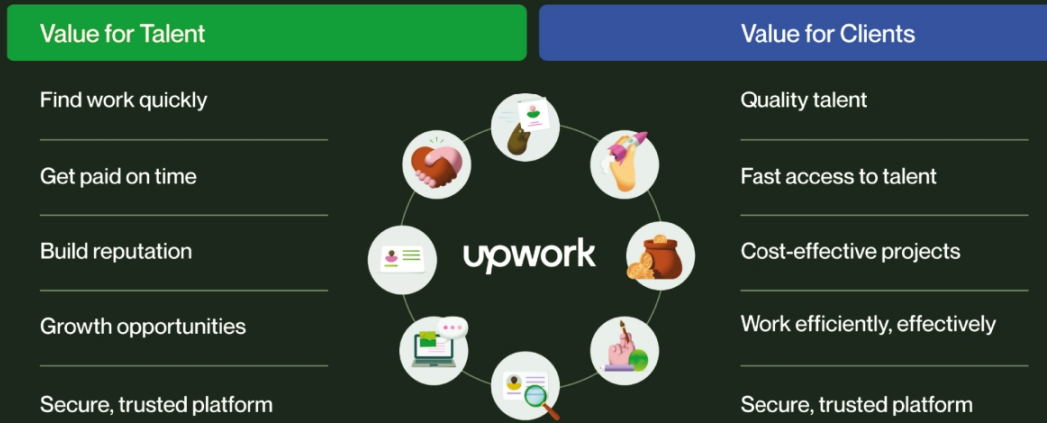 Value for Talent
Find work quickly
Get paid on time
Build reputation
Growth opportunities
Secure, trusted platform
upwork
Value for Clients
Quality talent
Fast access to talent
Cost-effective projects
Work efficiently, effectively
Secure, trusted platform